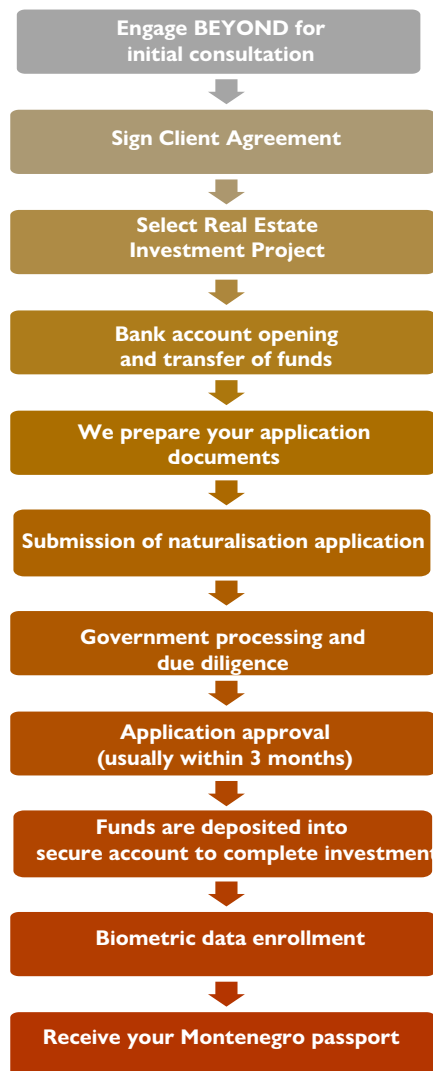 Engage BEYOND for
initial consultation
Sign Client Agreement
Select Real Estate
Investment Project
Bank account opening
and transfer of funds
We prepare your application
documents
Submission of naturalisation application
Government processing and
due diligence
Application approval
(usually within 3 months)
Funds are deposited into
secure account to complete investment
Biometric data enrollment
Receive your Montenegro passport